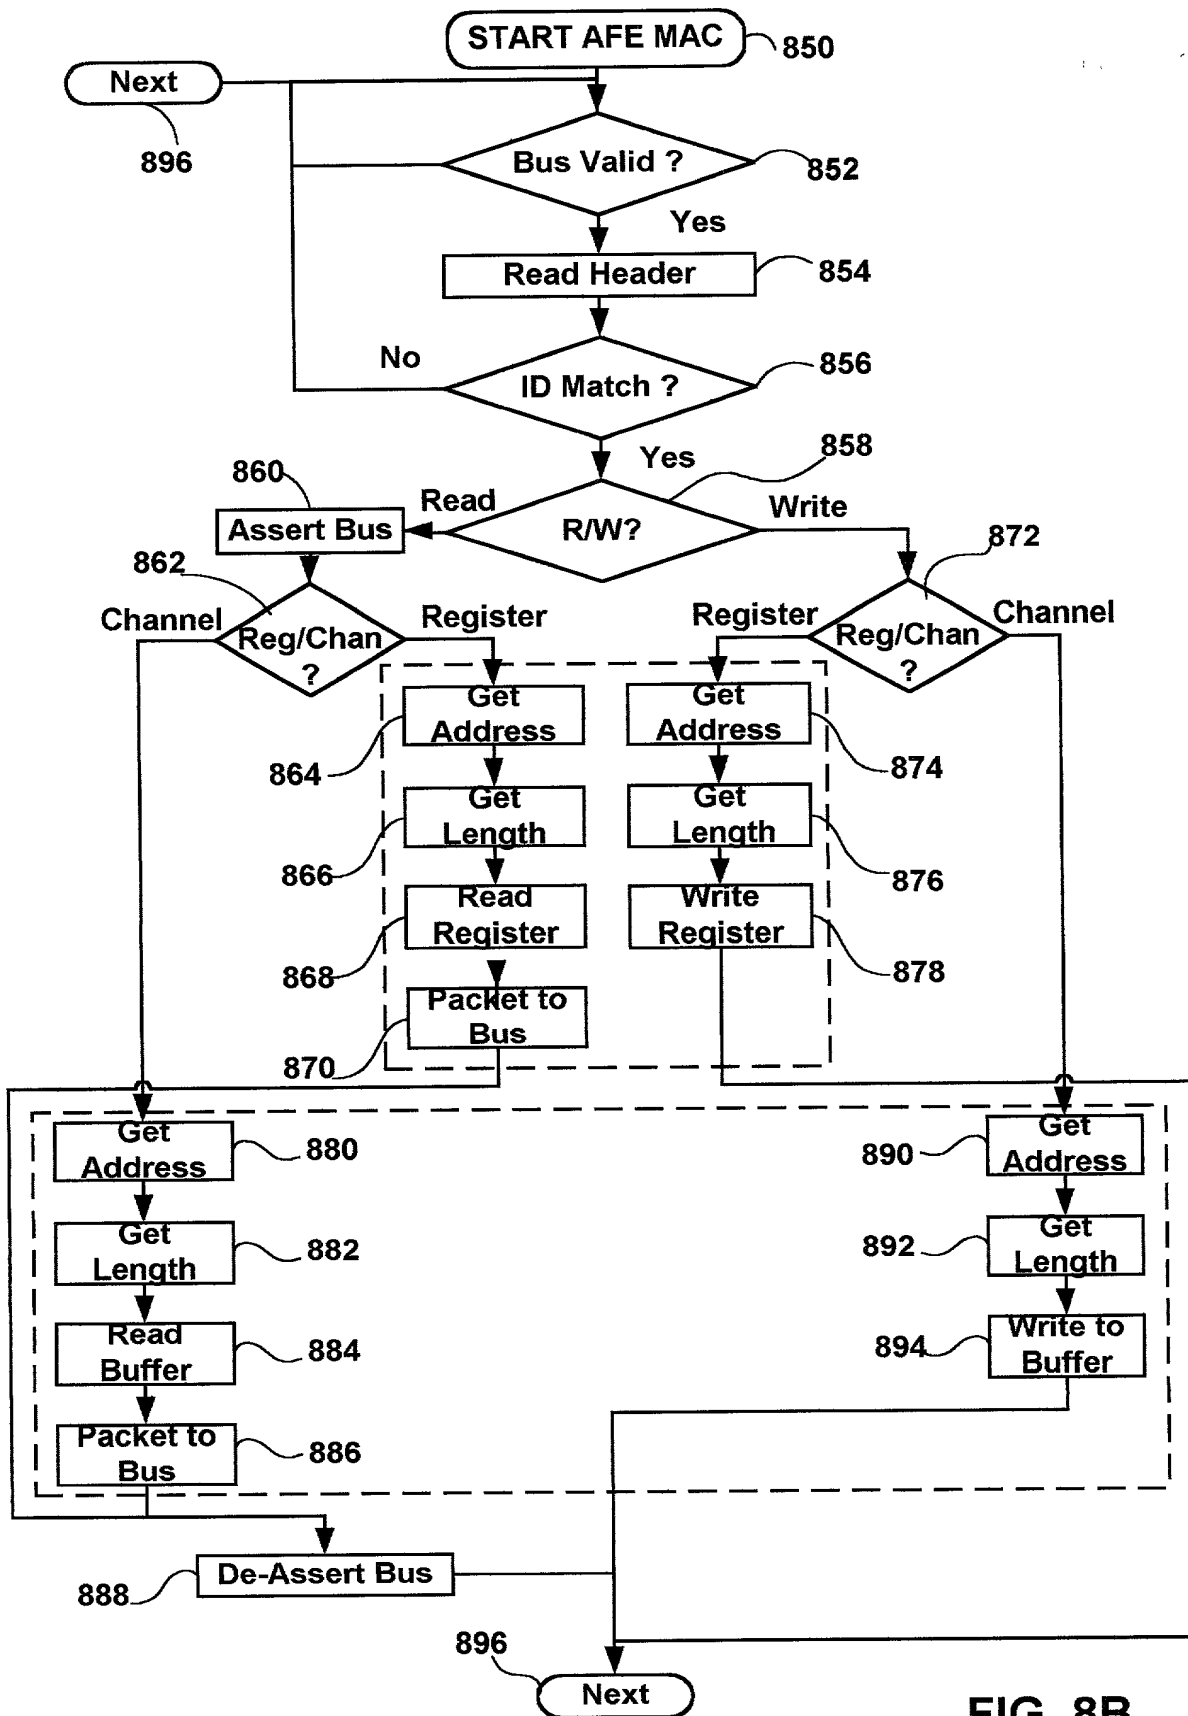 START AFE MAC
850
Next
896
Bus Valid ?
852
Yes
Read Header
854
No
ID Match ?
856
Yes
858
860
Read
Write
Assert Bus
R/W?
872
862
Channel
Register
Register
Channel
Reg/Chan
?
Reg/Chan
?
Get
Address
Get
Address
864
874
Get
Length
Get
Length
866
876
Read
Register
Write
Register
868
878
Packet to
Bus
870
Get
Address
880
890
Get
Address
Get
Length
882
892
Get
Length
Read
Buffer
884
894
Write to
Buffer
Packet to
Bus
886
De-Assert Bus
888
896
Next
FIG. 8B